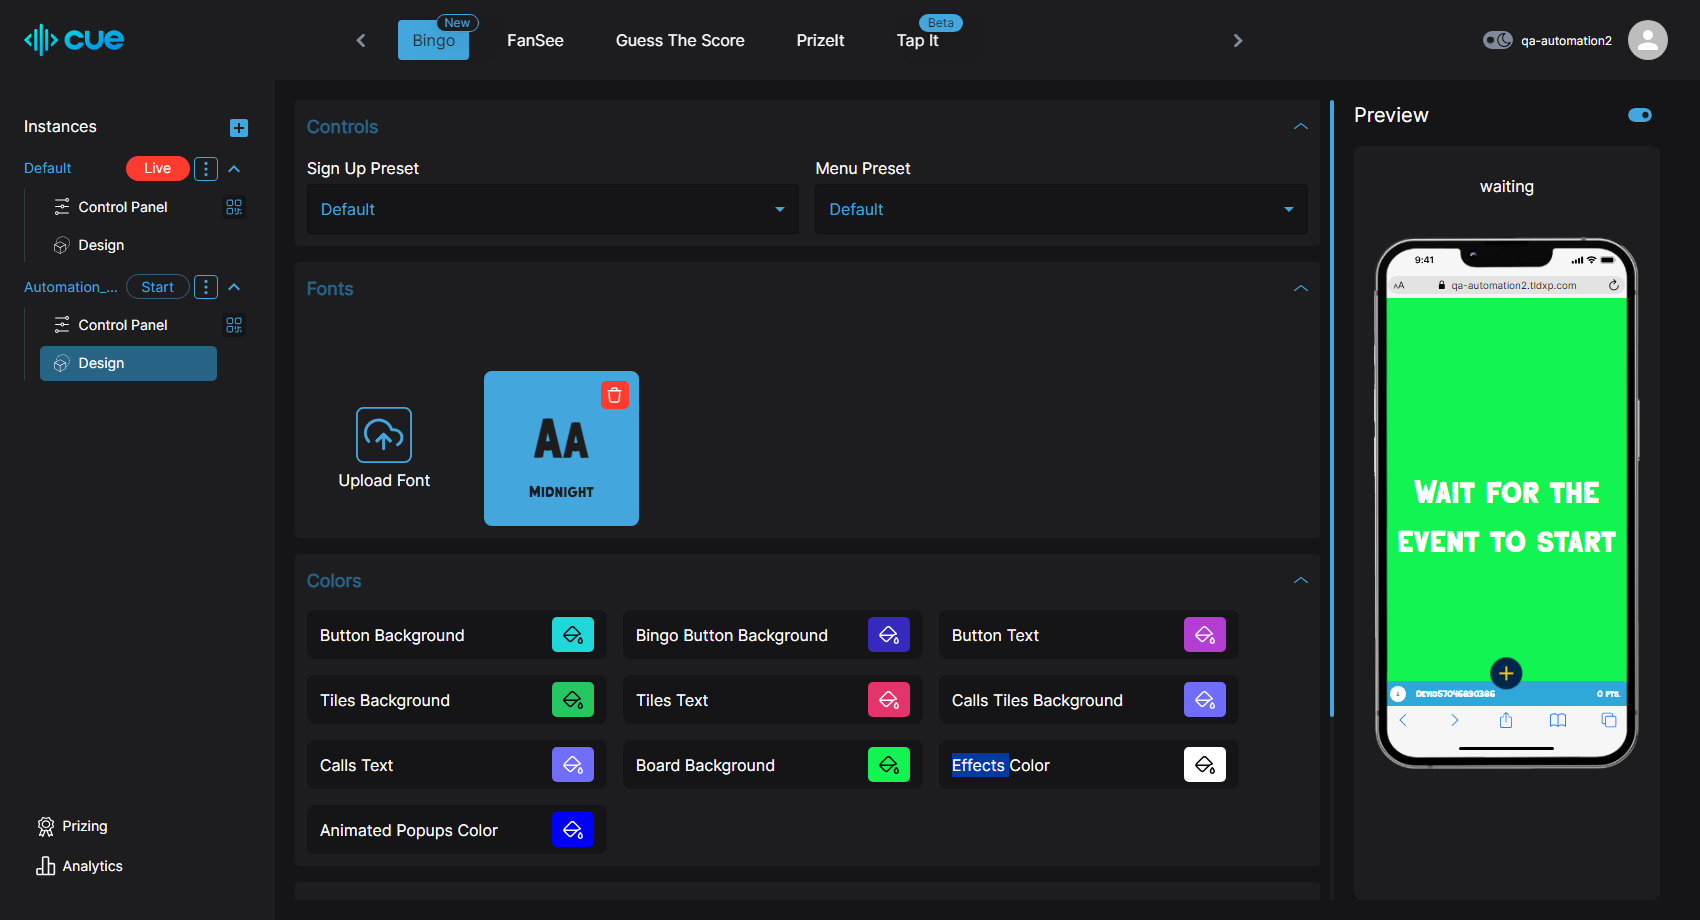 cue
New
Bingo
FanSee
Guess The Score
PrizeIt
Beta
Tap It
qa-automation2
Instances
Default
Live
Control Panel
Design
Automation_...
Start
Control Panel
Design
Prizing
Analytics
Controls
Sign Up Preset
Menu Preset
Default
Default
Fonts
Upload Font
AA
MIDNIGHT
Colors
Button Background
Bingo Button Background
Button Text
Tiles Background
Tiles Text
Calls Tiles Background
Calls Text
Board Background
Effects Color
Animated Popups Color
Preview
waiting
9:41
AA
qa-automation2.tldxp.com
WAIT FOR THE
EVENT TO START
DEVID57046890386
0 PTS.